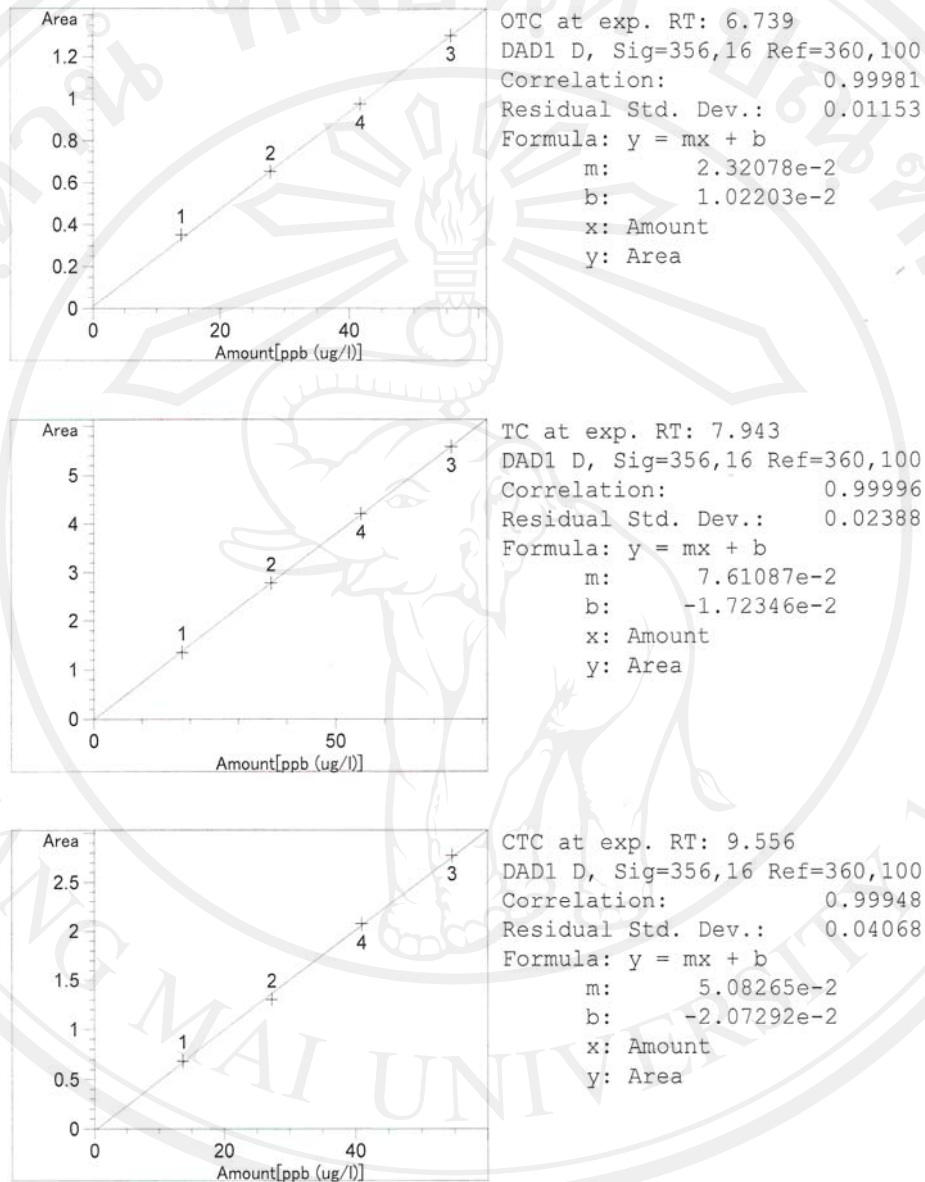 Area
1.2
1
0.8
0.6
0.4
0.2
0
1
2
4
3
0
20
40
Amount[ppb (ug/l)]
OTC at exp. RT: 6.739
DAD1 D, Sig=356,16 Ref=360,100
Correlation: 0.99981
Residual Std. Dev.: 0.01153
Formula: y = mx + b
m: 2.32078e-2
b: 1.02203e-2
x: Amount
y: Area
Area
5
4
3
2
1
0
1
2
4
3
0
50
Amount[ppb (ug/l)]
TC at exp. RT: 7.943
DAD1 D, Sig=356,16 Ref=360,100
Correlation: 0.99996
Residual Std. Dev.: 0.02388
Formula: y = mx + b
m: 7.61087e-2
b: -1.72346e-2
x: Amount
y: Area
Area
2.5
2
1.5
1
0.5
0
1
2
4
3
0
20
40
Amount[ppb (ug/l)]
CTC at exp. RT: 9.556
DAD1 D, Sig=356,16 Ref=360,100
Correlation: 0.99948
Residual Std. Dev.: 0.04068
Formula: y = mx + b
m: 5.08265e-2
b: -2.07292e-2
x: Amount
y: Area
NG MAI UNIVERSITY